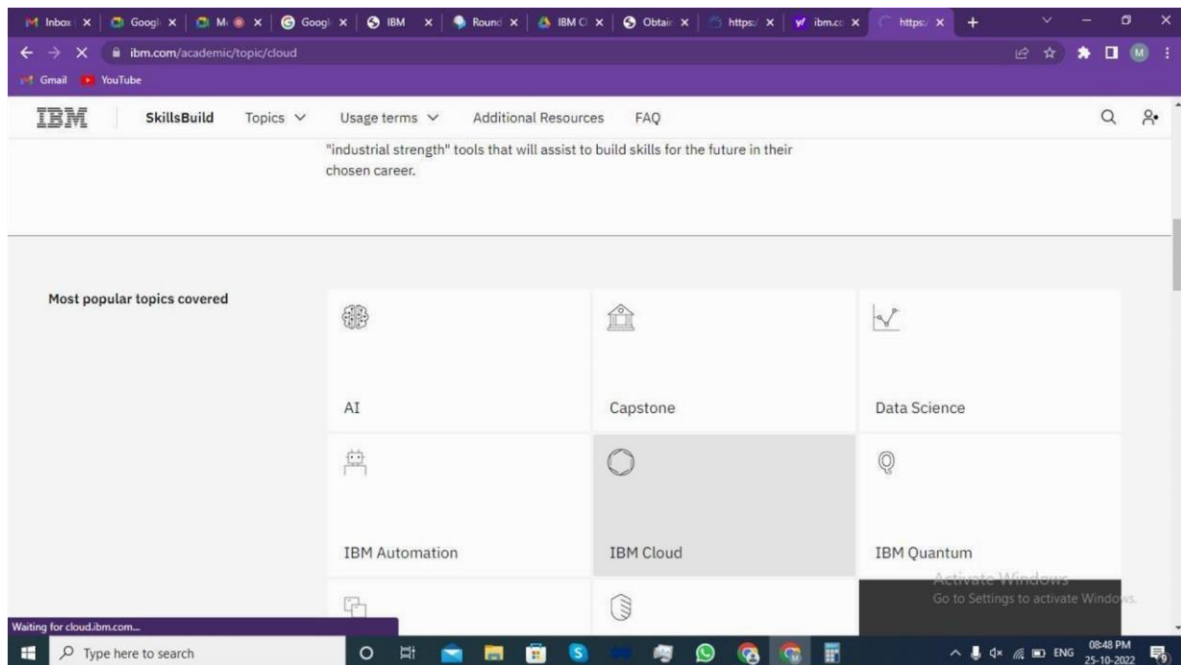 Inbox
Googl
M
Googl
IBM
Round
IBM C
Obtain
https:/
ibm.cc
https:/
ibm.com/academic/topic/cloud
M
Gmail
YouTube
IBM
SkillsBuild
Topics
Usage terms
Additional Resources
FAQ
"industrial strength" tools that will assist to build skills for the future in their
chosen career.
Most popular topics covered
AI
Capstone
Data Science
IBM Automation
IBM Cloud
IBM Quantum
Activate Windows
Go to Settings to activate Windows.
Waiting for cloud.ibm.com...
Type here to search
ENG
08:48 PM
25-10-2022